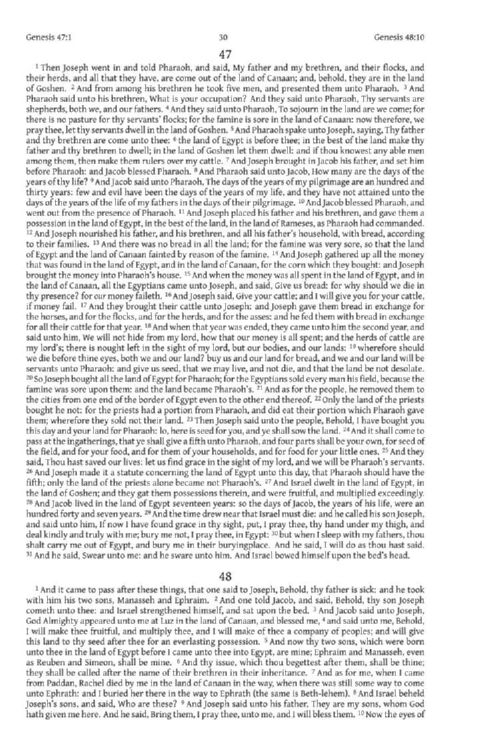 Genesis 47:1 30 Genesis 48:10
47
1 Then Joseph went in and told Pharaoh, and said, My father and my brethren, and their flocks, and
their herds, and all that they have, are come out of the land of Canaan; and, behold, they are in the land
of Goshen. 2 And from among his brethren he took five men, and presented them unto Pharaoh. 3 And
Pharaoh said unto his brethren, What is your occupation? And they said unto Pharaoh, Thy servants are
shepherds, both we, and our fathers. 4 And they said unto Pharaoh, To sojourn in the land are we come; for
there is no pasture for thy servants' flocks; for the famine is sore in the land of Canaan: now therefore, we
pray thee, let thy servants dwell in the land of Goshen. 5 And Pharaoh spake unto Joseph, saying, Thy father
and thy brethren are come unto thee: 6 the land of Egypt is before thee; in the best of the land make thy
father and thy brethren to dwell; in the land of Goshen let them dwell: and if thou knowest any able men
among them, then make them rulers over my cattle. 7 And Joseph brought in Jacob his father, and set him
before Pharaoh: and Jacob blessed Pharaoh. 8 And Pharaoh said unto Jacob, How many are the days of the
years of thy life? 9 And Jacob said unto Pharaoh, The days of the years of my pilgrimage are an hundred and
thirty years: few and evil have been the days of the years of my life, and they have not attained unto the
days of the years of the life of my fathers in the days of their pilgrimage. 10 And Jacob blessed Pharaoh, and
went out from the presence of Pharaoh. 11 And Joseph placed his father and his brethren, and gave them a
possession in the land of Egypt, in the best of the land, in the land of Rameses, as Pharaoh had commanded.
12 And Joseph nourished his father, and his brethren, and all his father's household, with bread, according
to their families. 13 And there was no bread in all the land; for the famine was very sore, so that the land
of Egypt and the land of Canaan fainted by reason of the famine. 14 And Joseph gathered up all the money
that was found in the land of Egypt, and in the land of Canaan, for the corn which they bought: and Joseph
brought the money into Pharaoh's house. 15 And when the money was all spent in the land of Egypt, and in
the land of Canaan, all the Egyptians came unto Joseph, and said, Give us bread: for why should we die in
thy presence? for our money faileth. 16 And Joseph said, Give your cattle; and I will give you for your cattle,
if money fail. 17 And they brought their cattle unto Joseph: and Joseph gave them bread in exchange for
the horses, and for the flocks, and for the herds, and for the asses: and he fed them with bread in exchange
for all their cattle for that year. 18 And when that year was ended, they came unto him the second year, and
said unto him, We will not hide from my lord, how that our money is all spent; and the herds of cattle are
my lord's; there is nought left in the sight of my lord, but our bodies, and our lands: 19 wherefore should
we die before thine eyes, both we and our land? buy us and our land for bread, and we and our land will be
servants unto Pharaoh: and give us seed, that we may live, and not die, and that the land be not desolate.
20 So Joseph bought all the land of Egypt for Pharaoh; for the Egyptians sold every man his field, because the
famine was sore upon them: and the land became Pharaoh's. 21 And as for the people, he removed them to
the cities from one end of the border of Egypt even to the other end thereof. 22 Only the land of the priests
bought he not: for the priests had a portion from Pharaoh, and did eat their portion which Pharaoh gave
them; wherefore they sold not their land. 23 Then Joseph said unto the people, Behold, I have bought you
this day and your land for Pharaoh: lo, here is seed for you, and ye shall sow the land. 24 And it shall come to
pass at the ingatherings, that ye shall give a fifth unto Pharaoh, and four parts shall be your own, for seed of
the field, and for your food, and for them of your households, and for food for your little ones. 25 And they
said, Thou hast saved our lives: let us find grace in the sight of my lord, and we will be Pharaoh's servants.
26 And Joseph made it a statute concerning the land of Egypt unto this day, that Pharaoh should have the
fifth; only the land of the priests alone became not Pharaoh's. 27 And Israel dwelt in the land of Egypt, in
the land of Goshen; and they gat them possessions therein, and were fruitful, and multiplied exceedingly.
28 And Jacob lived in the land of Egypt seventeen years: so the days of Jacob, the years of his life, were an
hundred forty and seven years. 29 And the time drew near that Israel must die: and he called his son Joseph,
and said unto him, If now I have found grace in thy sight, put, I pray thee, thy hand under my thigh, and
deal kindly and truly with me; bury me not, I pray thee, in Egypt: 30 but when I sleep with my fathers, thou
shalt carry me out of Egypt, and bury me in their buryingplace. And he said, I will do as thou hast said.
31 And he said, Swear unto me: and he sware unto him. And Israel bowed himself upon the bed's head.
48
1 And it came to pass after these things, that one said to Joseph, Behold, thy father is sick: and he took
with him his two sons, Manasseh and Ephraim. 2 And one told Jacob, and said, Behold, thy son Joseph
cometh unto thee: and Israel strengthened himself, and sat upon the bed. 3 And Jacob said unto Joseph,
God Almighty appeared unto me at Luz in the land of Canaan, and blessed me, 4 and said unto me, Behold,
I will make thee fruitful, and multiply thee, and I will make of thee a company of peoples; and will give
this land to thy seed after thee for an everlasting possession. 5 And now thy two sons, which were born
unto thee in the land of Egypt before I came unto thee into Egypt, are mine; Ephraim and Manasseh, even
as Reuben and Simeon, shall be mine. 6 And thy issue, which thou begettest after them, shall be thine;
they shall be called after the name of their brethren in their inheritance. 7 And as for me, when I came
from Paddan, Rachel died by me in the land of Canaan in the way, when there was still some way to come
unto Ephrath: and I buried her there in the way to Ephrath (the same is Beth-lehem). 8 And Israel beheld
Joseph's sons, and said, Who are these? 9 And Joseph said unto his father, They are my sons, whom God
hath given me here. And he said, Bring them, I pray thee, unto me, and I will bless them. 10 Now the eyes of